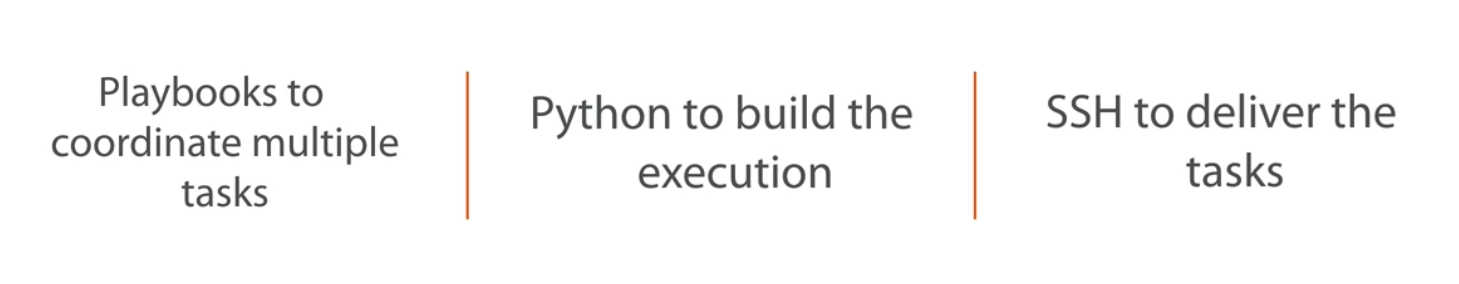 Playbooks to
coordinate multiple
tasks
Python to build the
execution
SSH to deliver the
tasks